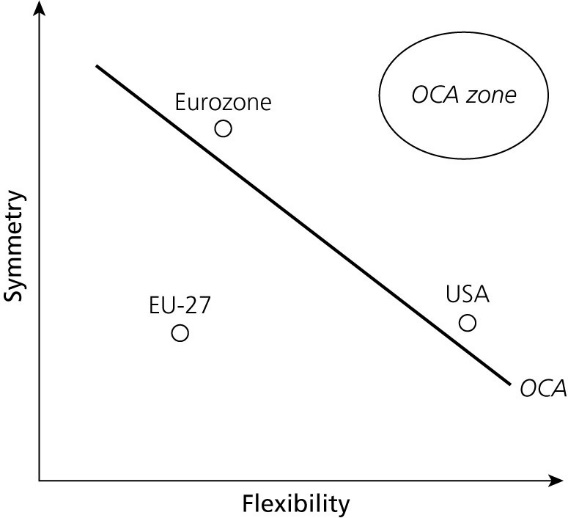 Eurozone
OCA zone
Symmetry
EU-27
USA
OCA
Flexibility